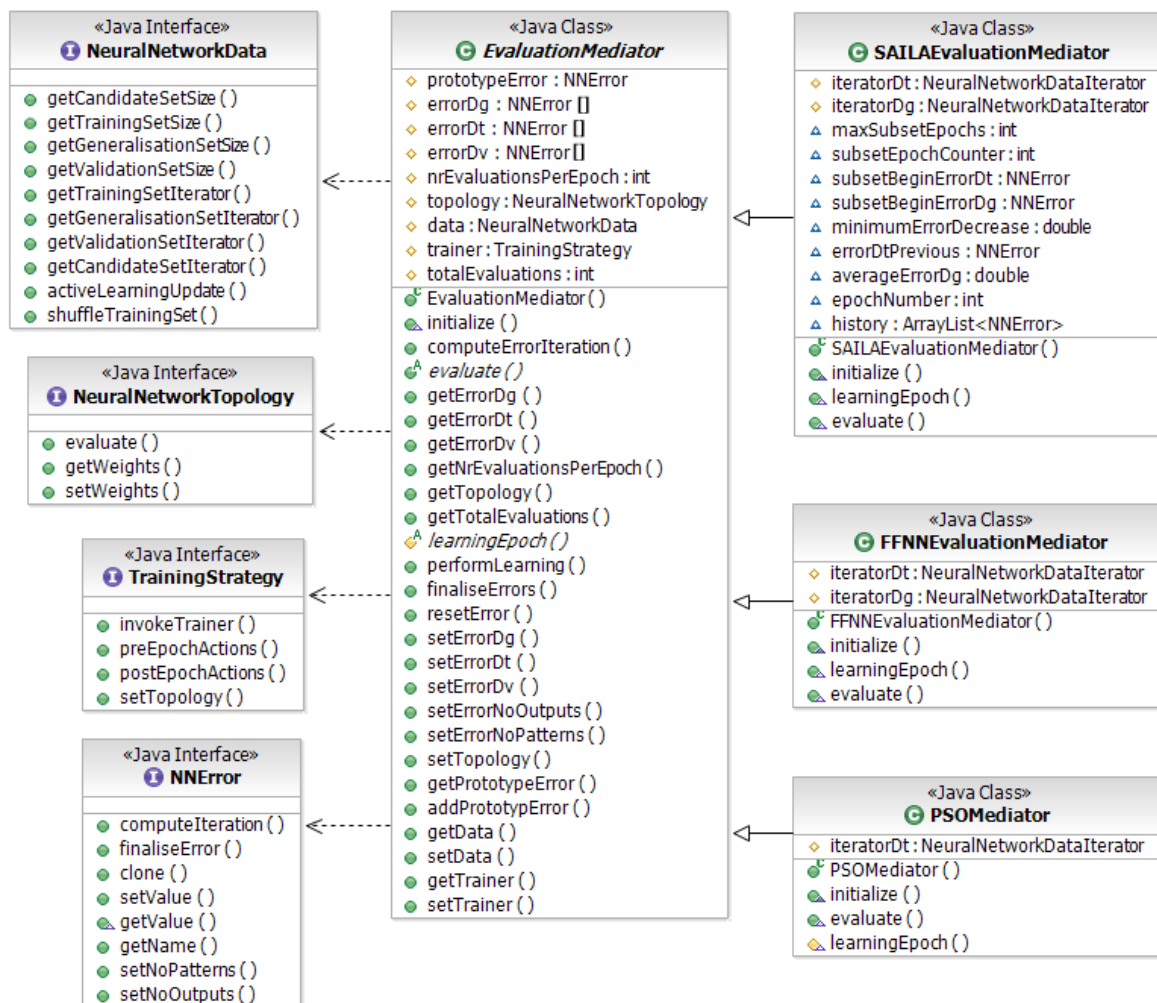 «Java Interface»
NeuralNetworkData
getCandidateSetSize ( )
getTrainingSetSize ( )
getGeneralisationSetSize ( )
getValidationSetSize ( )
getTrainingSetIterator ( )
getGeneralisationSetIterator ( )
getValidationSetIterator ( )
getCandidateSetIterator ( )
activeLearningUpdate ( )
shuffleTrainingSet ( )
«Java Interface»
NeuralNetworkTopology
evaluate ( )
getWeights ( )
setWeights ( )
«Java Interface»
TrainingStrategy
invokeTrainer ( )
preEpochActions ( )
postEpochActions ( )
setTopology ( )
«Java Interface»
NNError
computeIteration ( )
finaliseError ( )
clone ( )
setValue ( )
getValue ( )
getName ( )
setNoPatterns ( )
setNoOutputs ( )
«Java Class»
EvaluationMediator
prototypeError : NNError
errorDg : NNError []
errorDt : NNError []
errorDv : NNError []
nrEvaluationsPerEpoch : int
topology : NeuralNetworkTopology
data : NeuralNetworkData
trainer : TrainingStrategy
totalEvaluations : int
EvaluationMediator ( )
initialize ( )
computeErrorIteration ( )
evaluate ( )
getErrorDg ( )
getErrorDt ( )
getErrorDv ( )
getNrEvaluationsPerEpoch ( )
getTopology ( )
getTotalEvaluations ( )
learningEpoch ( )
performLearning ( )
finaliseErrors ( )
resetError ( )
setErrorDg ( )
setErrorDt ( )
setErrorDv ( )
setErrorNoOutputs ( )
setErrorNoPatterns ( )
setTopology ( )
getPrototypeError ( )
addPrototypError ( )
getData ( )
setData ( )
getTrainer ( )
setTrainer ( )
«Java Class»
SAILAEvaluationMediator
iteratorDt : NeuralNetworkDataIterator
iteratorDg : NeuralNetworkDataIterator
maxSubsetEpochs : int
subsetEpochCounter : int
subsetBeginErrorDt : NNError
subsetBeginErrorDg : NNError
minimumErrorDecrease : double
errorDtPrevious : NNError
averageErrorDg : double
epochNumber : int
history : ArrayList<NNError>
SAILAEvaluationMediator ( )
initialize ( )
learningEpoch ( )
evaluate ( )
«Java Class»
FFNNEvaluationMediator
iteratorDt : NeuralNetworkDataIterator
iteratorDg : NeuralNetworkDataIterator
FFNNEvaluationMediator ( )
initialize ( )
learningEpoch ( )
evaluate ( )
«Java Class»
PSOMediator
iteratorDt : NeuralNetworkDataIterator
PSOMediator ( )
initialize ( )
evaluate ( )
learningEpoch ( )